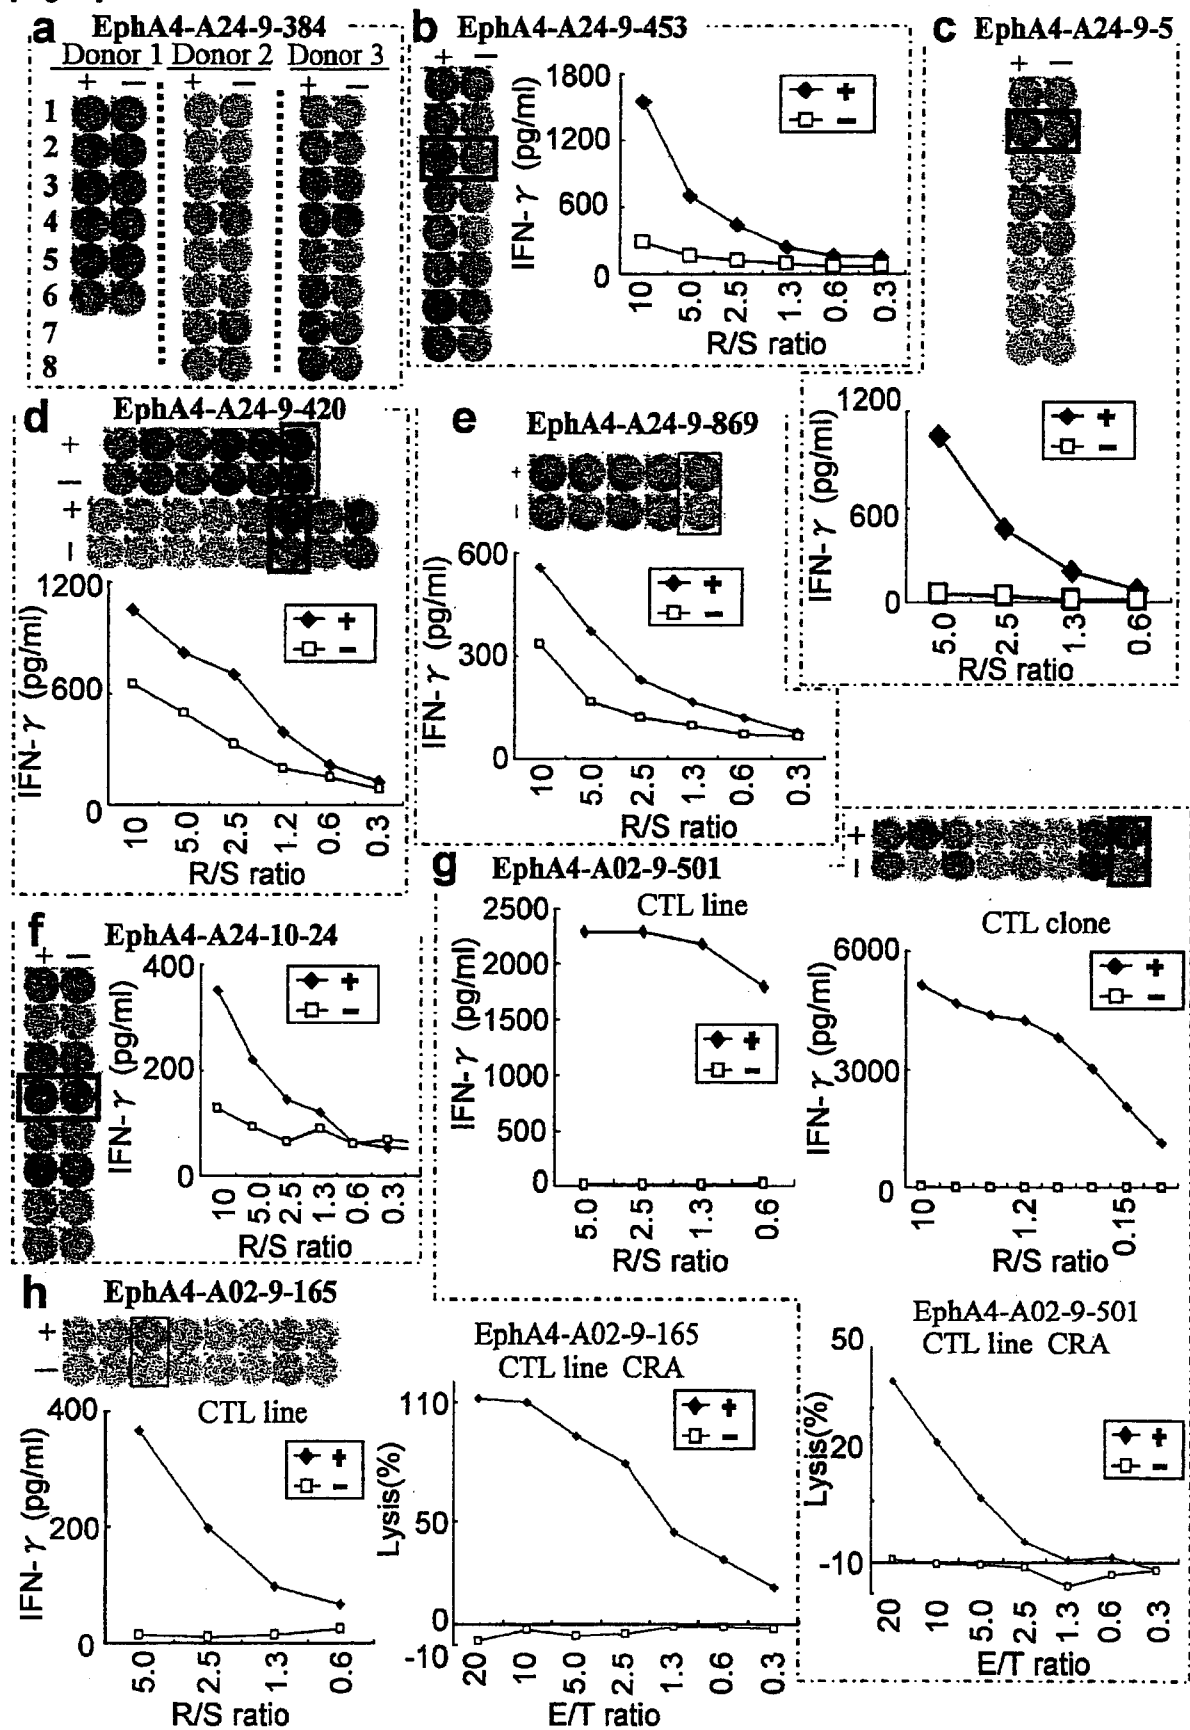 a EphA4-A24-9-384
Donor 1 Donor 2 Donor 3
+ − + − + −
1
2
3
4
5
6
7
8
b EphA4-A24-9-453
+ −
1800
1200
600
0
IFN-γ (pg/ml)
+
−
10 5.0 2.5 1.3 0.6 0.3
R/S ratio
c EphA4-A24-9-5
+ −
1200
600
0
IFN-γ (pg/ml)
+
−
5.0 2.5 1.3 0.6
R/S ratio
d EphA4-A24-9-420
+
−
+
−
1200
600
0
IFN-γ (pg/ml)
+
−
10 5.0 2.5 1.2 0.6 0.3
R/S ratio
e EphA4-A24-9-869
+
−
600
300
0
IFN-γ (pg/ml)
+
−
10 5.0 2.5 1.3 0.6 0.3
R/S ratio
f EphA4-A24-10-24
+ −
400
200
0
IFN-γ (pg/ml)
+
−
10 5.0 2.5 1.3 0.6 0.3
R/S ratio
g EphA4-A02-9-501
CTL line
2500
2000
1500
1000
500
0
IFN-γ (pg/ml)
+
−
5.0 2.5 1.3 0.6
R/S ratio
+
−
CTL clone
6000
3000
0
IFN-γ (pg/ml)
+
−
10 1.2 0.15
R/S ratio
EphA4-A02-9-501
CTL line CRA
50
20
-10
Lysis(%)
+
−
20 10 5.0 2.5 1.3 0.6 0.3
E/T ratio
h EphA4-A02-9-165
+
−
CTL line
400
200
0
IFN-γ (pg/ml)
+
−
5.0 2.5 1.3 0.6
R/S ratio
EphA4-A02-9-165
CTL line CRA
110
50
0
-10
Lysis(%)
+
−
20 10 5.0 2.5 1.3 0.6 0.3
E/T ratio